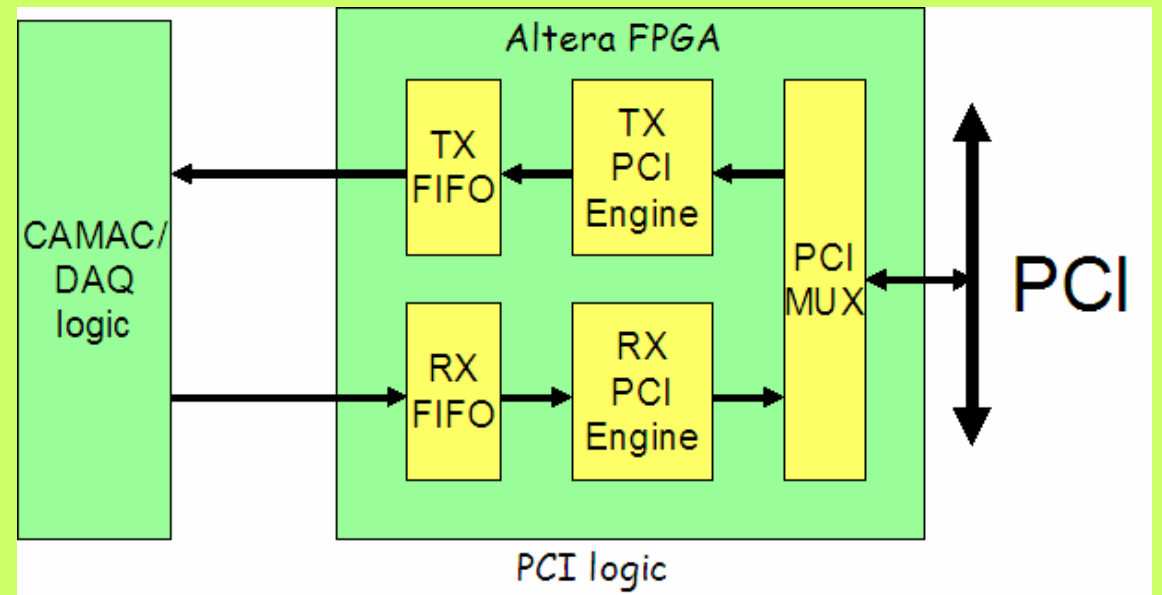 Altera FPGA
CAMAC/
DAQ
logic
TX
FIFO
TX
PCI
Engine
RX
FIFO
RX
PCI
Engine
PCI
MUX
PCI
PCI logic